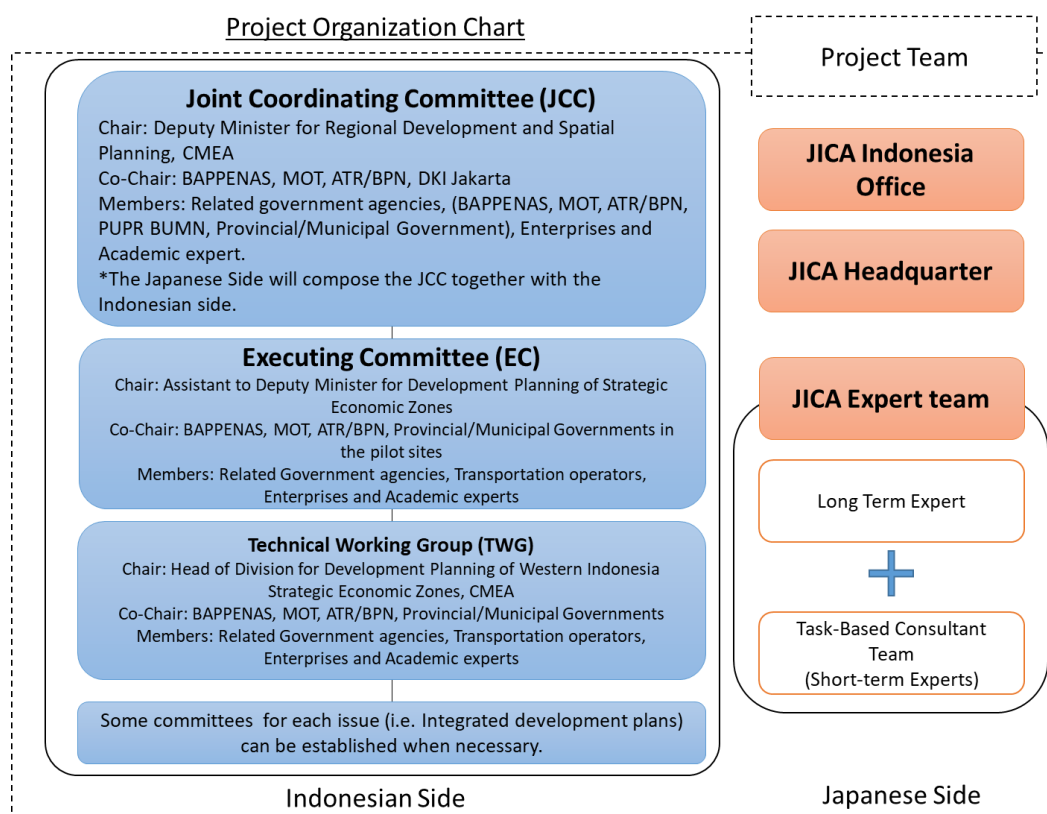 Project Organization Chart
Project Team
Joint Coordinating Committee (JCC)
Chair: Deputy Minister for Regional Development and Spatial
Planning, CMEA
Co-Chair: BAPPENAS, MOT, ATR/BPN, DKI Jakarta
Members: Related government agencies, (BAPPENAS, MOT, ATR/BPN,
PUPR BUMN, Provincial/Municipal Government), Enterprises and
Academic expert.
*The Japanese Side will compose the JCC together with the
Indonesian side.
Executing Committee (EC)
Chair: Assistant to Deputy Minister for Development Planning of Strategic
Economic Zones
Co-Chair: BAPPENAS, MOT, ATR/BPN, Provincial/Municipal Governments in
the pilot sites
Members: Related Government agencies, Transportation operators,
Enterprises and Academic experts
Technical Working Group (TWG)
Chair: Head of Division for Development Planning of Western Indonesia
Strategic Economic Zones, CMEA
Co-Chair: BAPPENAS, MOT, ATR/BPN, Provincial/Municipal Governments
Members: Related Government agencies, Transportation operators,
Enterprises and Academic experts
Some committees for each issue (i.e. Integrated development plans)
can be established when necessary.
Indonesian Side
JICA Indonesia
Office
JICA Headquarter
JICA Expert team
Long Term Expert
Task-Based Consultant
Team
(Short-term Experts)
Japanese Side